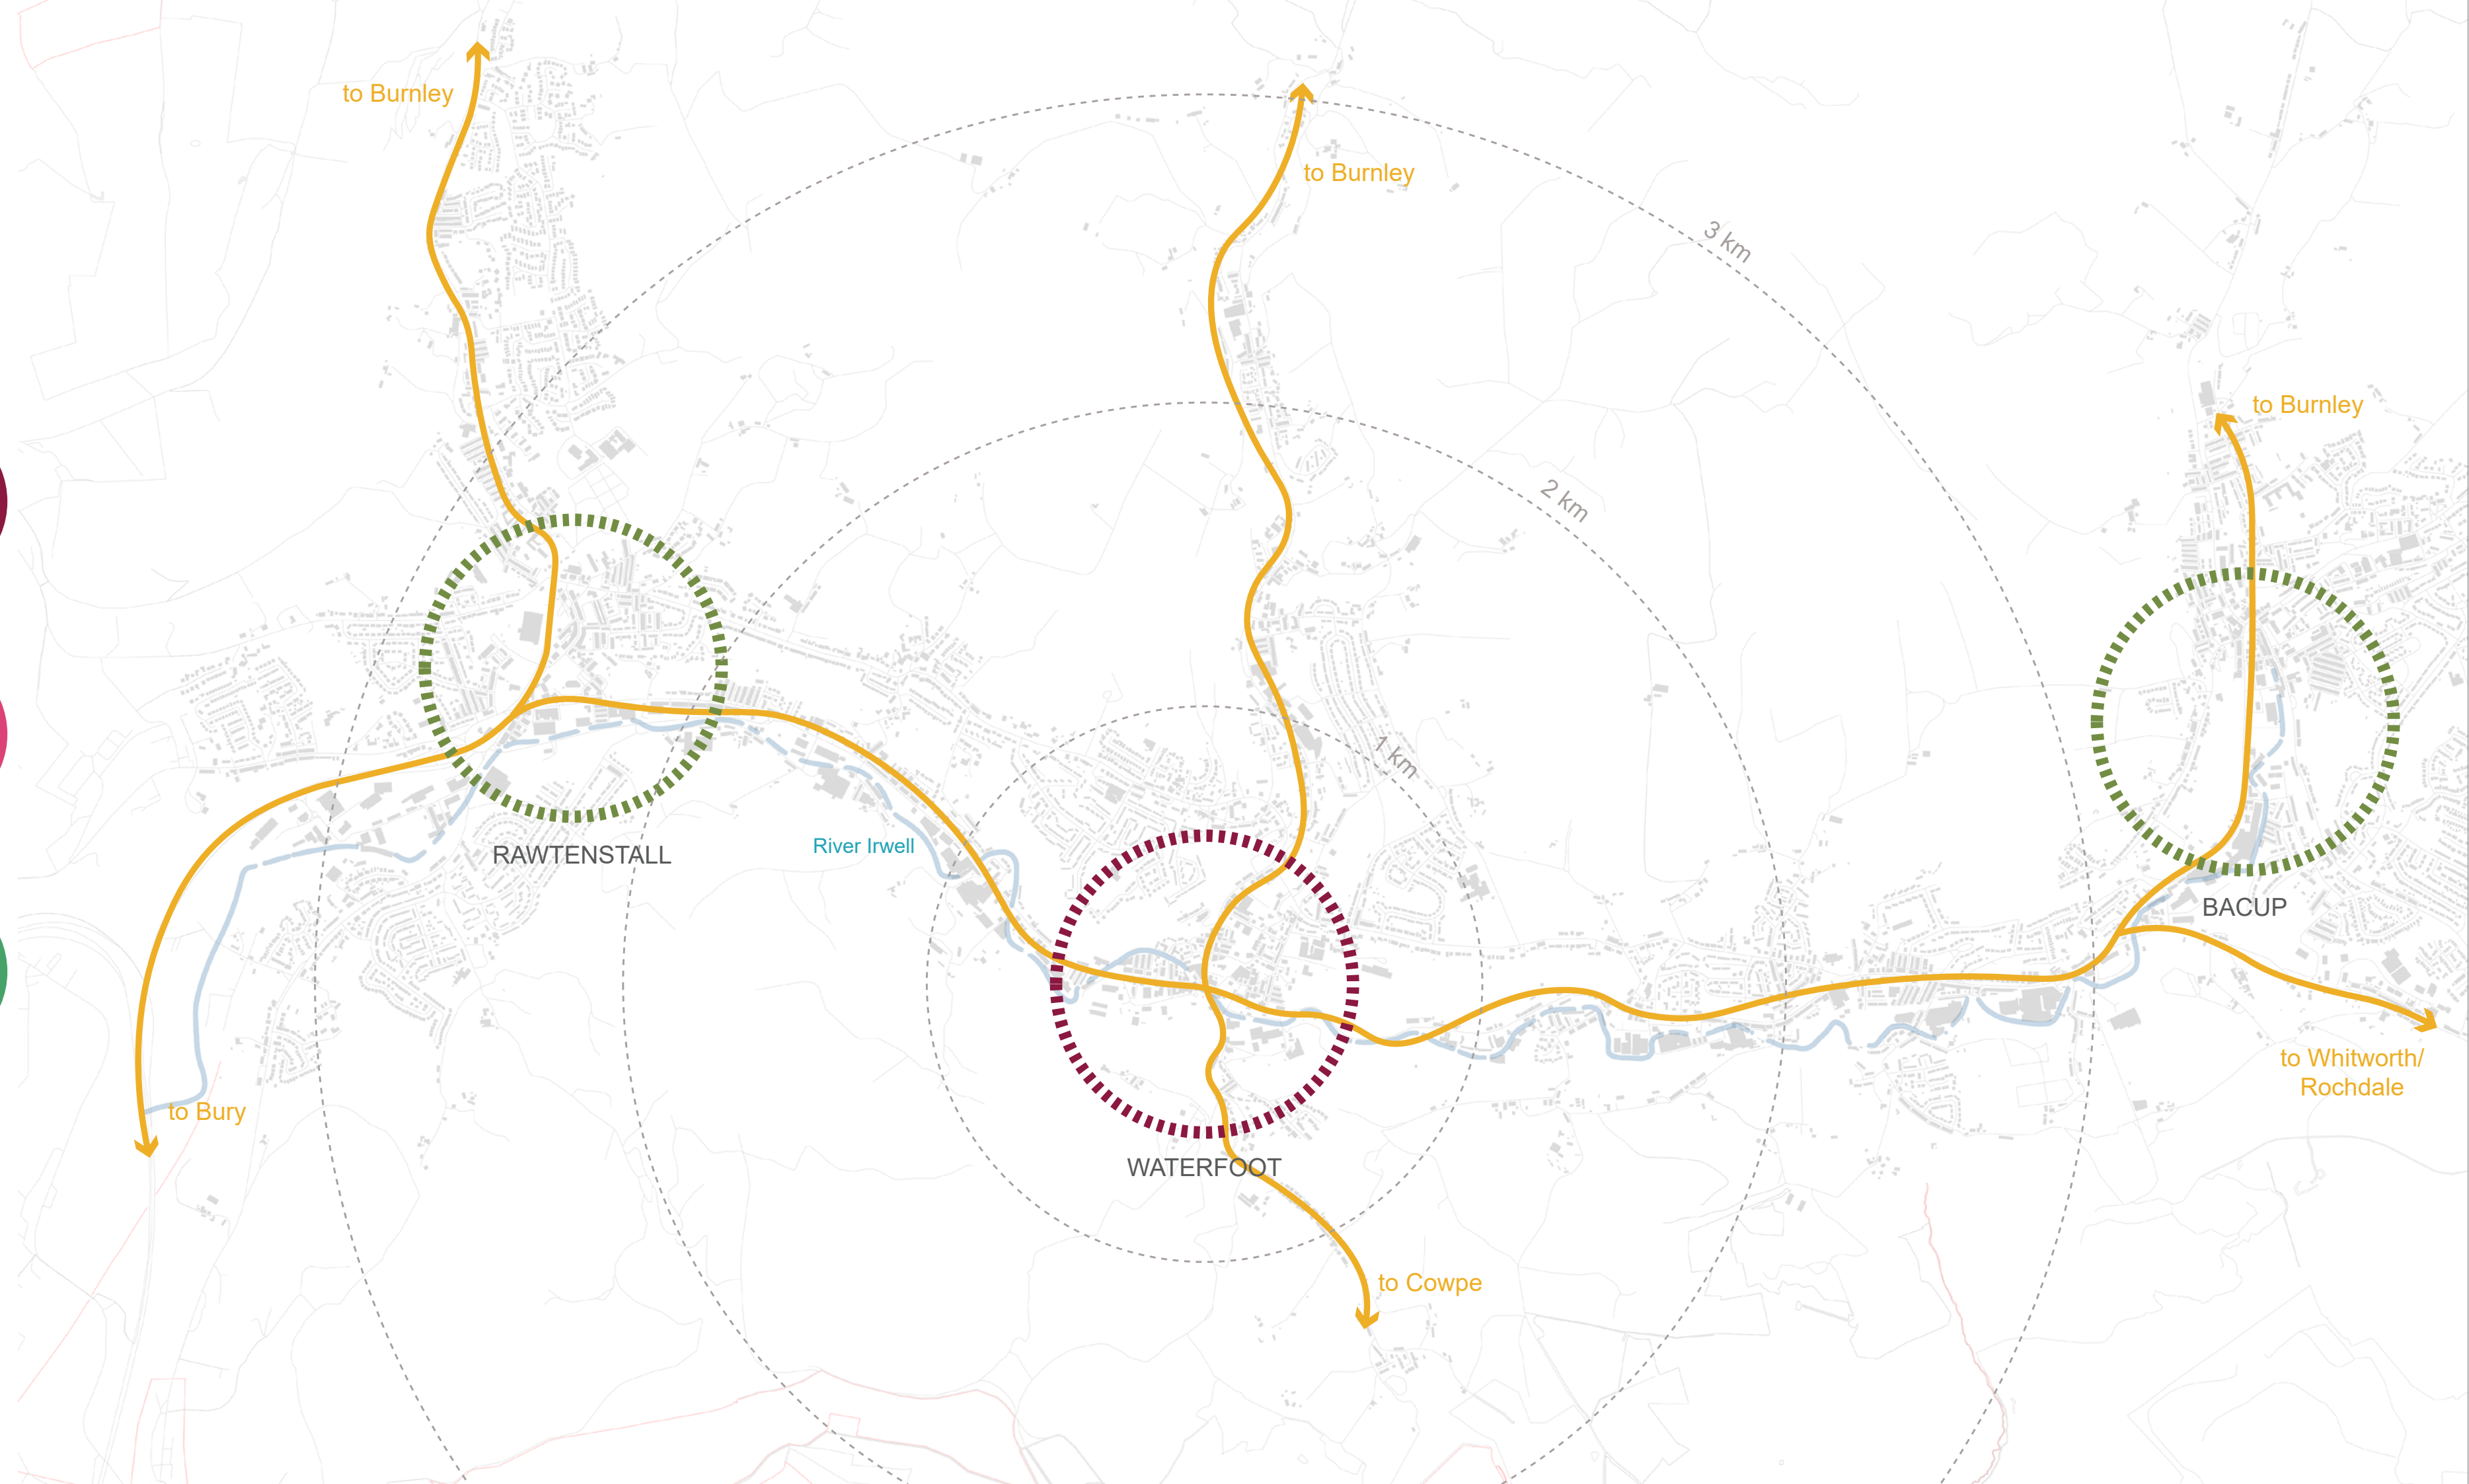 to Burnley
to Burnley
3 km
to Burnley
2 km
1 km
River Irwell
RAWTENSTALL
BACUP
to Whitworth/
Rochdale
to Bury
WATERFOOT
to Cowpe